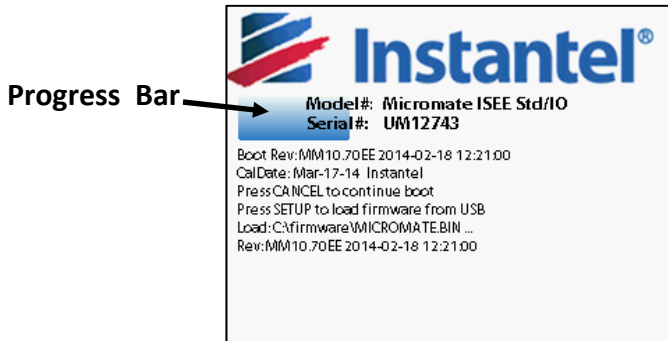 Instantel®
Progress Bar
Model#: Micromate ISEE Std/IO
Serial#: UM12743
Boot Rev:MM10.70EE 2014-02-18 12:21:00
CalDate: Mar-17-14 Instantel
Press CANCEL to continue boot
Press SETUP to load firmware from USB
Load: C:\firmware\MICROMATE.BIN ...
Rev:MM10.70EE 2014-02-18 12:21:00